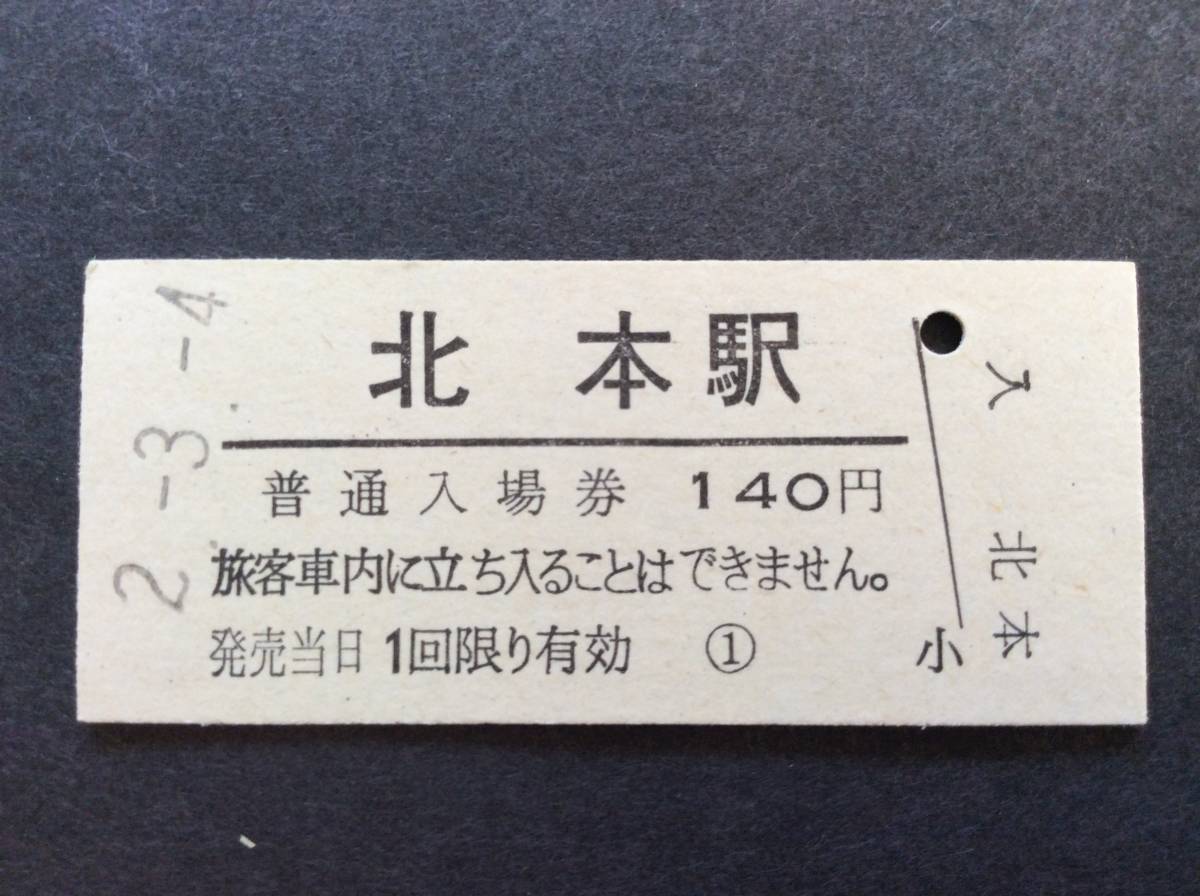 2-3-4
北本駅
普通入場券 140円
旅客車内に立ち入ることはできません。
発売当日1回限り有効 ①
小
入 北本